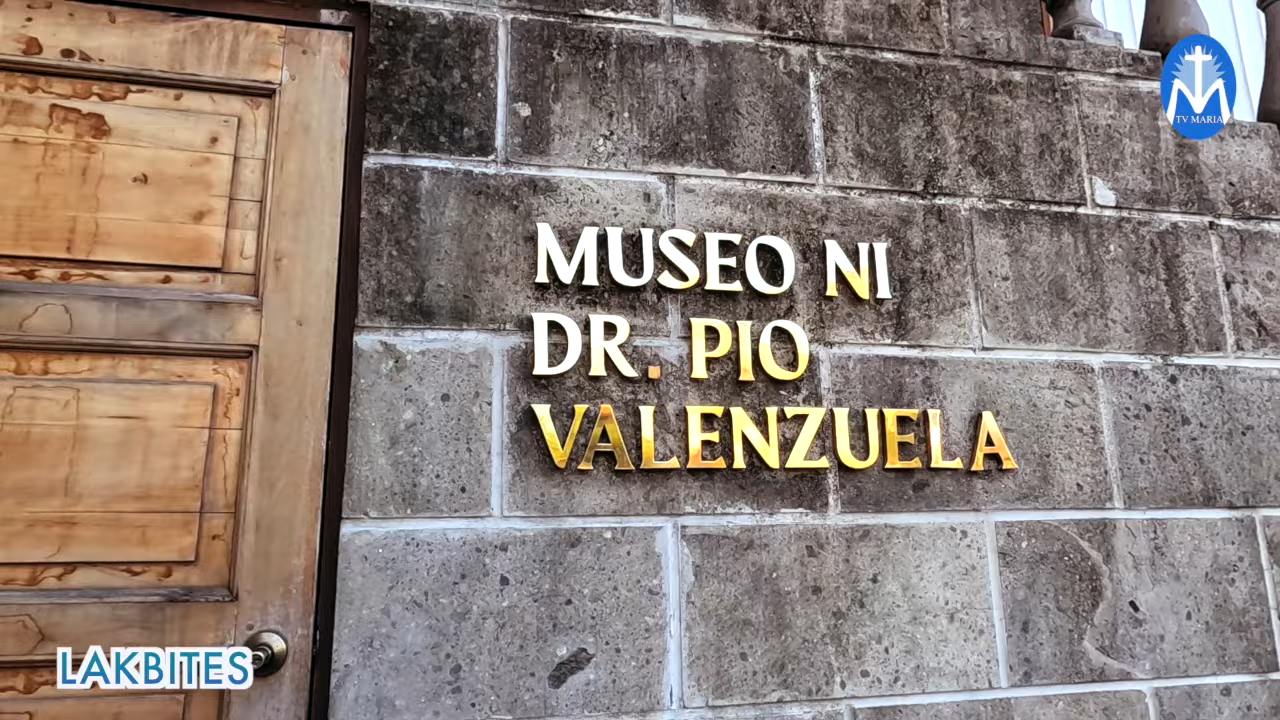 TV MARIA
MUSEO NI
DR. PIO
VALENZUELA
LAKBITES